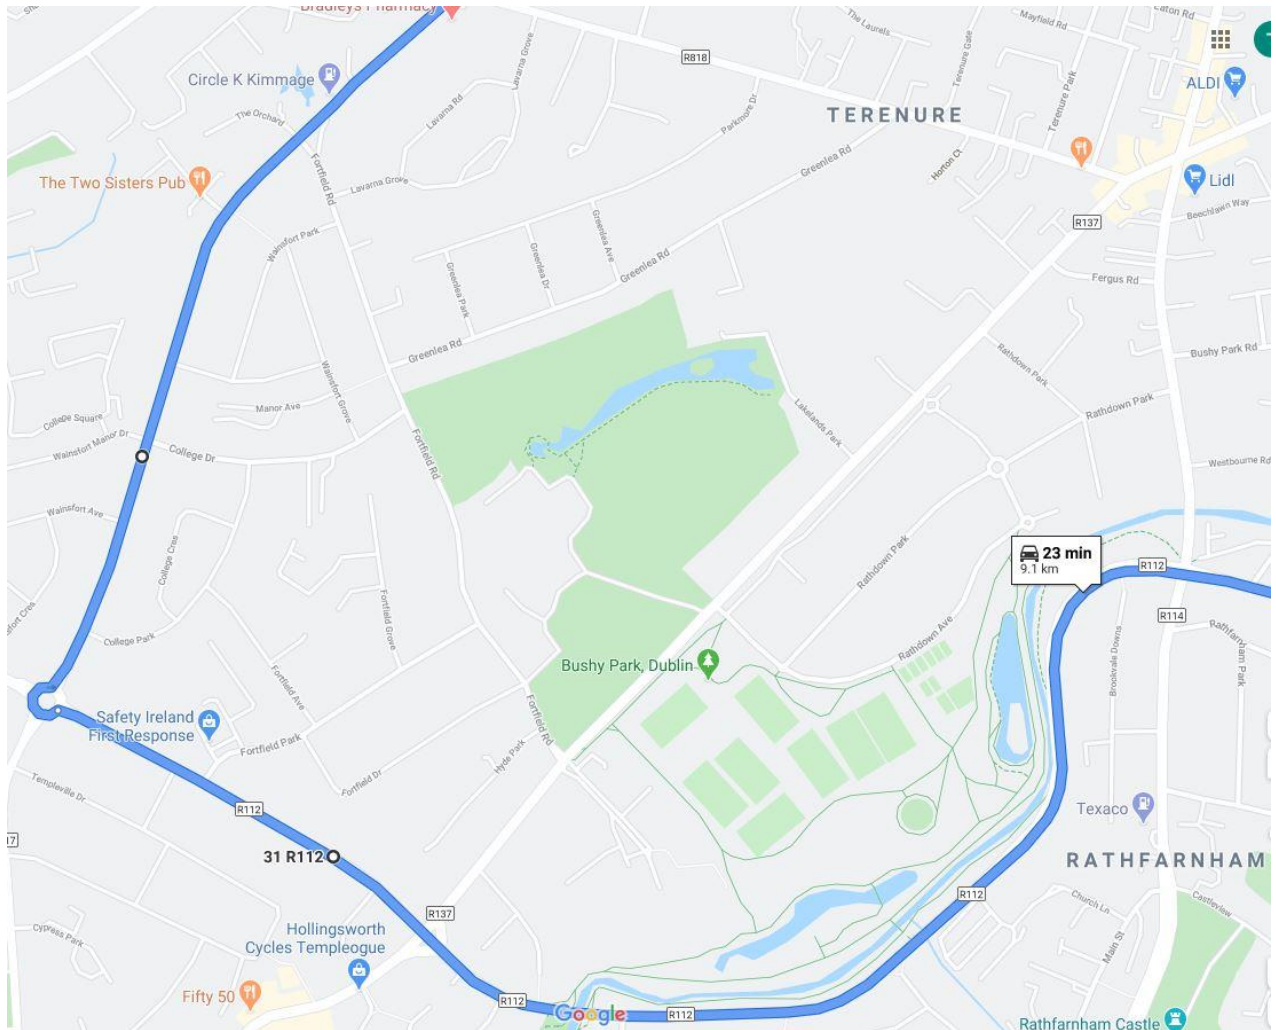 Bradleys Pharmacy
The Laurels
Mayfield Rd
Eaton Rd
R818
Lavarna Grove
Terenure Gate
Circle K Kimmage
ALDI
Lavarna Rd
Terenure Park
The Orchard
Parkmore Dr
TERENURE
Fortfield Rd
Greenlea Rd
Horton Ct
The Two Sisters Pub
Lavarna Grove
Lidl
Beechlawn Way
R137
Wainsfort Park
Greenlea Ave
Greenlea Rd
Greenlea Dr
Greenlea Park
Fergus Rd
Greenlea Rd
Bushy Park Rd
Rathdown Park
Wainsfort Grove
Manor Ave
Rathdown Park
College Square
Lakelands Park
Wainsfort Manor Dr
College Dr
Fortfield Rd
Westbourne Rd
Wainsfort Ave
College Cres
23 min
9.1 km
Rathdown Park
R112
R114
Fortfield Grove
College Park
Rathdown Ave
Brookvale Downs
Rathfarnham Park
Bushy Park, Dublin
Fortfield Ave
Fortfield Rd
Safety Ireland
First Response
Fortfield Park
Hyde Park
Templeville Dr
Fortfield Dr
R112
Texaco
31 R112
RATHFARNHAM
R112
Church Ln
Castleview
R137
Hollingsworth
Cycles Templeogue
Cypress Park
Main St
Fifty 50
R112
Google
R112
Rathfarnham Castle